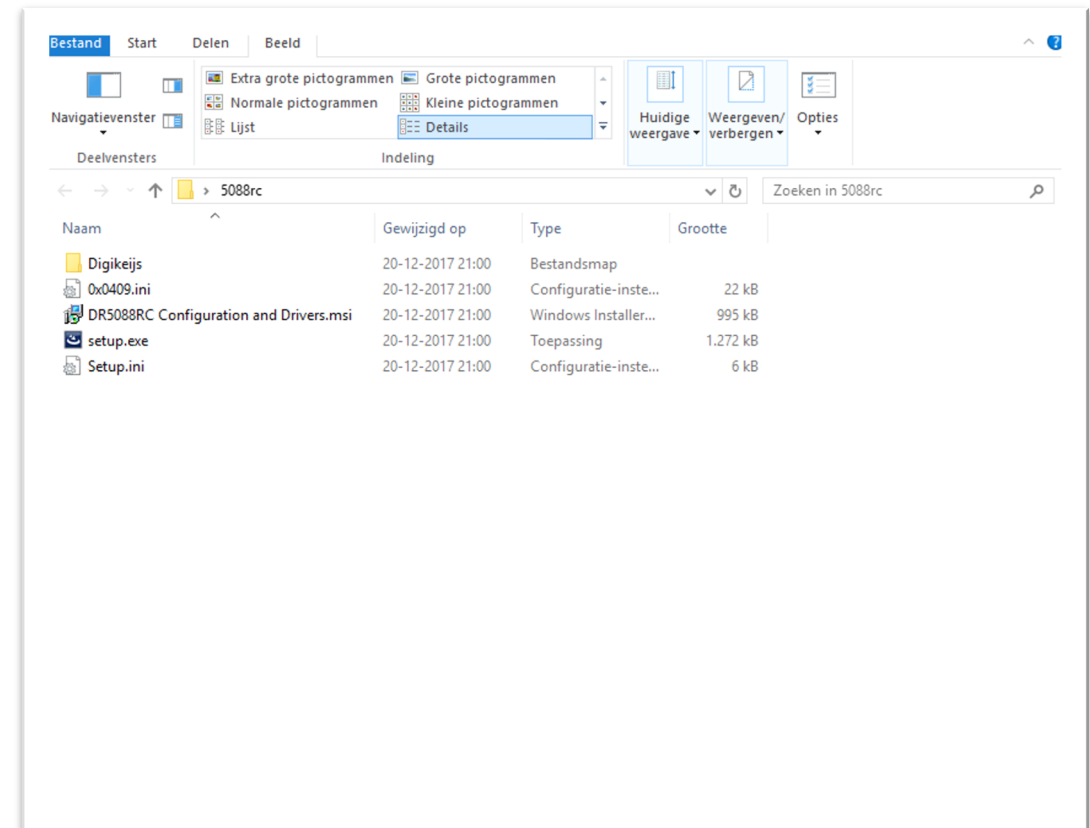 Bestand Start Delen Beeld
Extra grote pictogrammen Grote pictogrammen
Normale pictogrammen Kleine pictogrammen
Lijst Details
Navigatievenster
Huidige weergave
Weergeven/ verbergen
Opties
Deelvensters Indeling
5088rc Zoeken in 5088rc
Naam Gewijzigd op Type Grootte
Digikeijs 20-12-2017 21:00 Bestandsmap
0x0409.ini 20-12-2017 21:00 Configuratie-inste... 22 kB
DR5088RC Configuration and Drivers.msi 20-12-2017 21:00 Windows Installer... 995 kB
setup.exe 20-12-2017 21:00 Toepassing 1.272 kB
Setup.ini 20-12-2017 21:00 Configuratie-inste... 6 kB